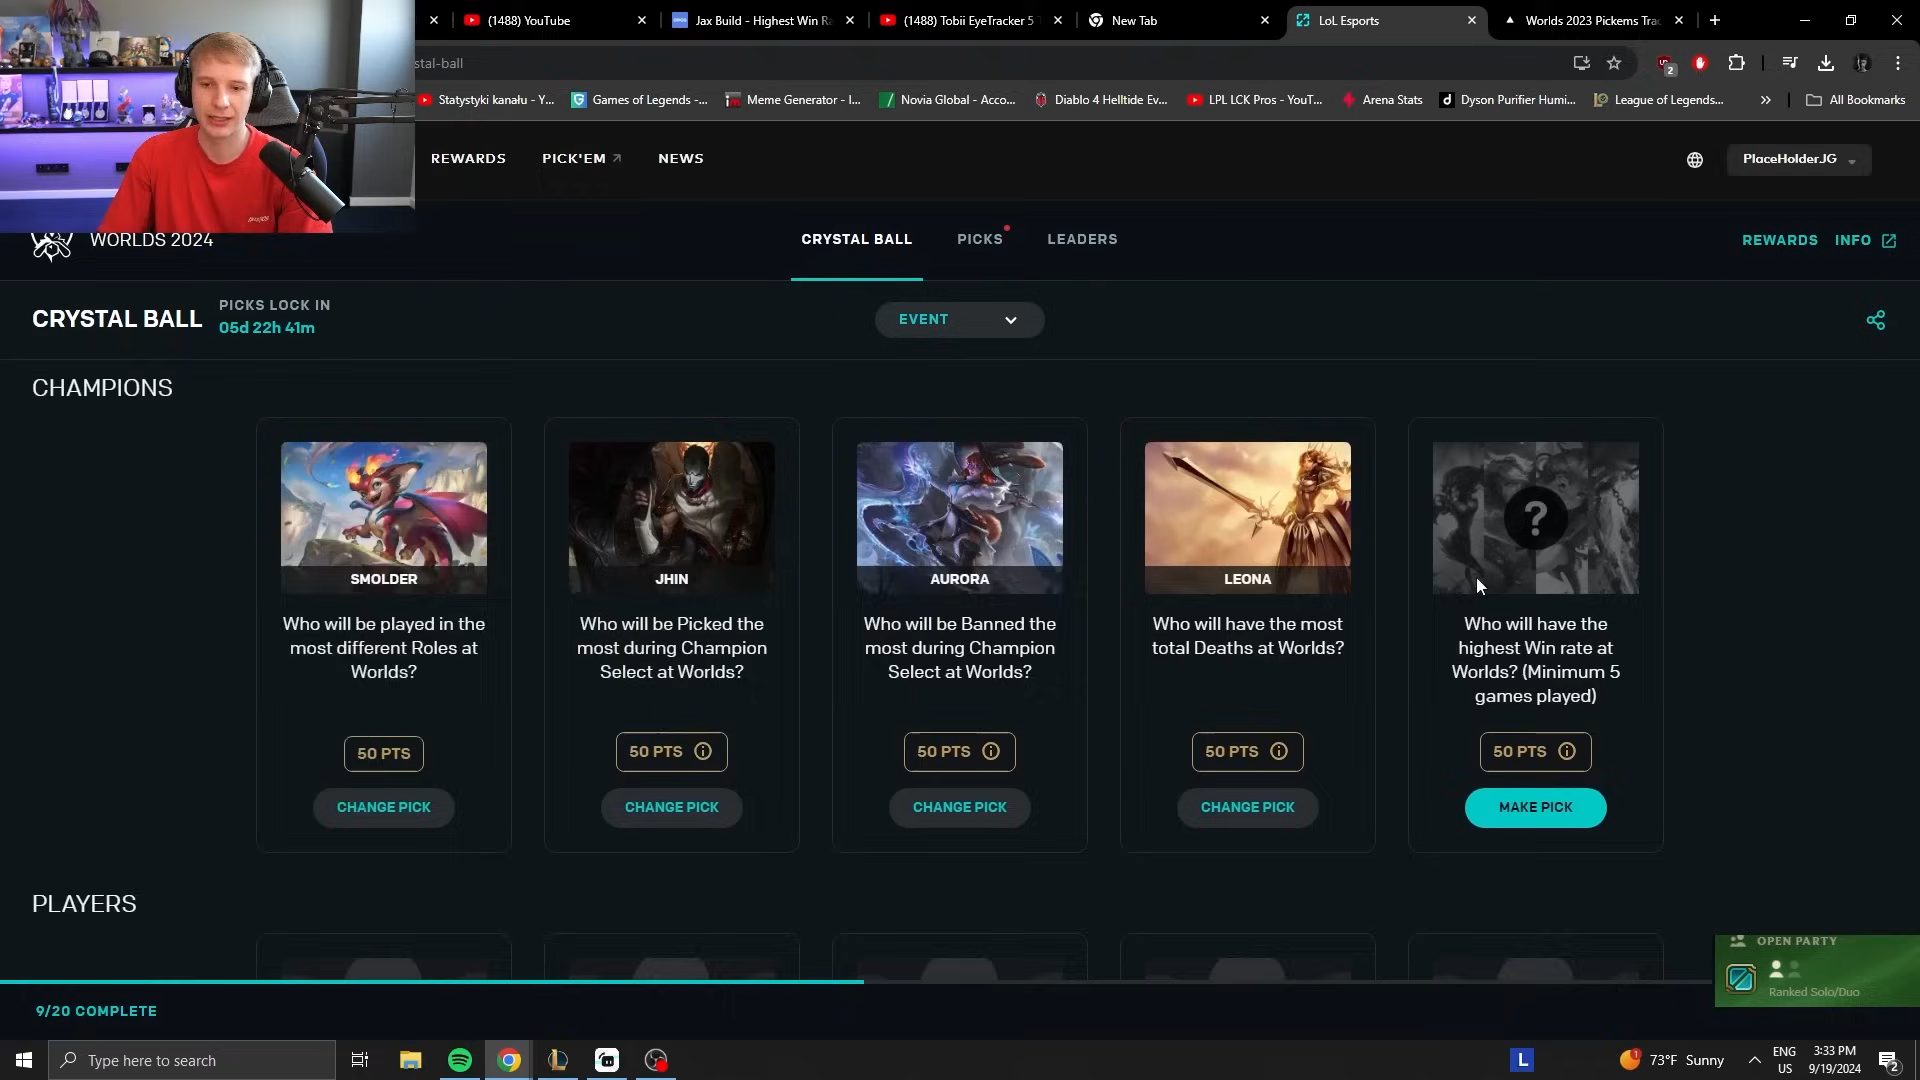 (1488) YouTube
Jax Build - Highest Win Ra
(1488) Tobii EyeTracker 5
New Tab
LoL Esports
Worlds 2023 Pickems Trac
stal-ball
2
Statystyki kanału - Y...
Games of Legends -...
Meme Generator - I...
Novia Global - Acco...
Diablo 4 Helltide Ev...
LPL LCK Pros - YouT...
Arena Stats
Dyson Purifier Humi...
League of Legends...
All Bookmarks
REWARDS
PICK'EM
NEWS
PlaceHolderJG
WORLDS 2024
CRYSTAL BALL
PICKS
LEADERS
REWARDS
INFO
CRYSTAL BALL
PICKS LOCK IN
05d 22h 41m
EVENT
CHAMPIONS
SMOLDER
Who will be played in the
most different Roles at
Worlds?
50 PTS
CHANGE PICK
JHIN
Who will be Picked the
most during Champion
Select at Worlds?
50 PTS
CHANGE PICK
AURORA
Who will be Banned the
most during Champion
Select at Worlds?
50 PTS
CHANGE PICK
LEONA
Who will have the most
total Deaths at Worlds?
50 PTS
CHANGE PICK
?
Who will have the
highest Win rate at
Worlds? (Minimum 5
games played)
50 PTS
MAKE PICK
PLAYERS
OPEN PARTY
Ranked Solo/Duo
9/20 COMPLETE
Type here to search
L
1
73°F Sunny
ENG
US
3:33 PM
9/19/2024
2